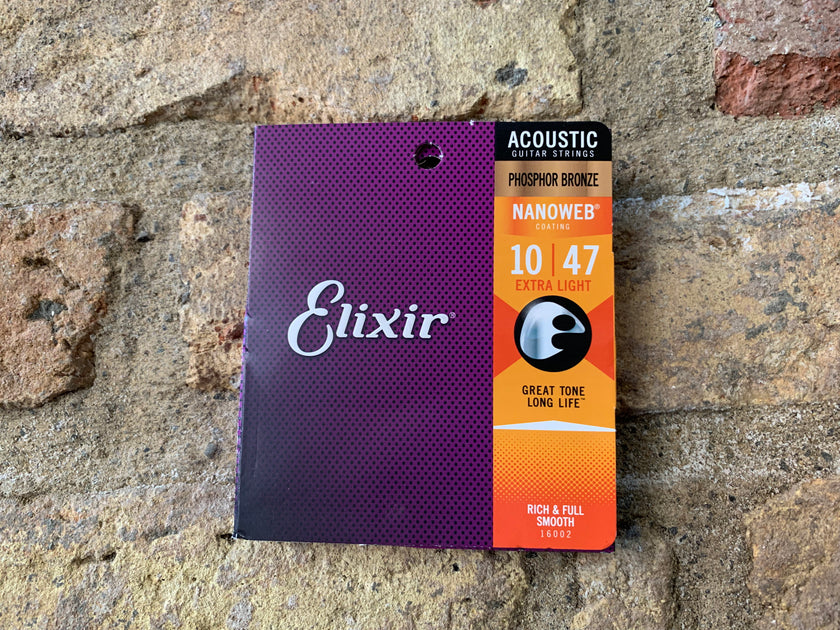 Elixir®
ACOUSTIC
GUITAR STRINGS
PHOSPHOR BRONZE
NANOWEB®
COATING
10 | 47
EXTRA LIGHT
GREAT TONE
LONG LIFE™
RICH & FULL
SMOOTH
16002